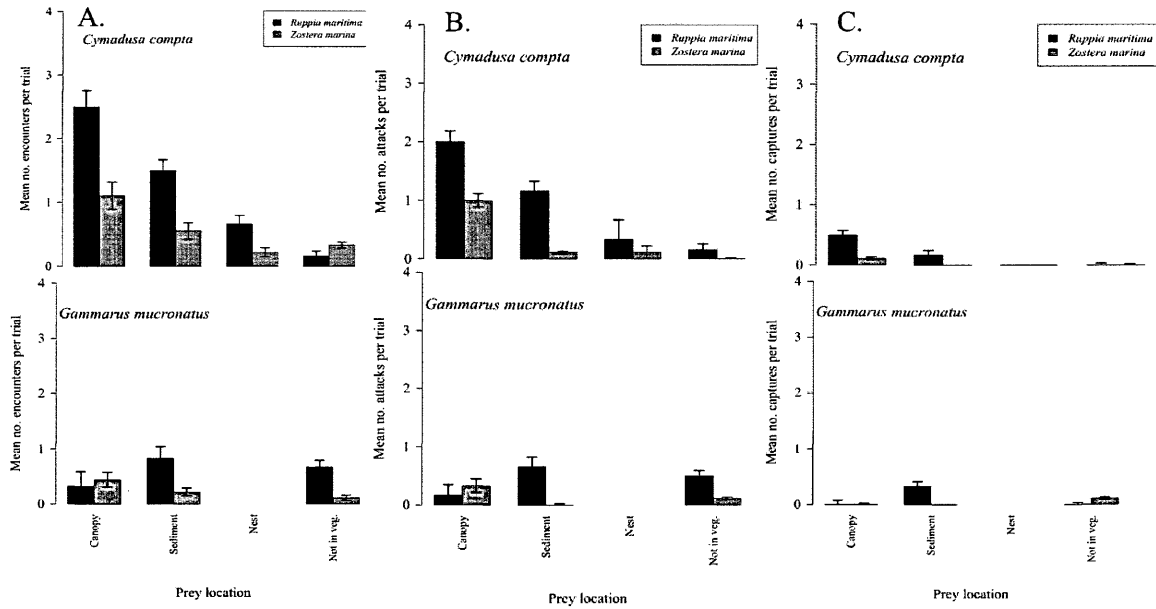 A.
Ruppia maritima
Zostera marina
Cymadusa compta
4
3
2
1
0
Mean no. encounters per trial
Gammarus mucronatus
4
3
2
1
0
Mean no. encounters per trial
Canopy
Sediment
Nest
Not in veg.
Prey location
B.
Ruppia maritima
Zostera marina
Cymadusa compta
4
3
2
1
0
Mean no. attacks per trial
Gammarus mucronatus
4
3
2
1
0
Mean no. attacks per trial
Canopy
Sediment
Nest
Not in veg.
Prey location
C.
Ruppia maritima
Zostera marina
Cymadusa compta
4
3
2
1
0
Mean no. captures per trial
Gammarus mucronatus
4
3
2
1
0
Mean no. captures per trial
Canopy
Sediment
Nest
Not in veg.
Prey location